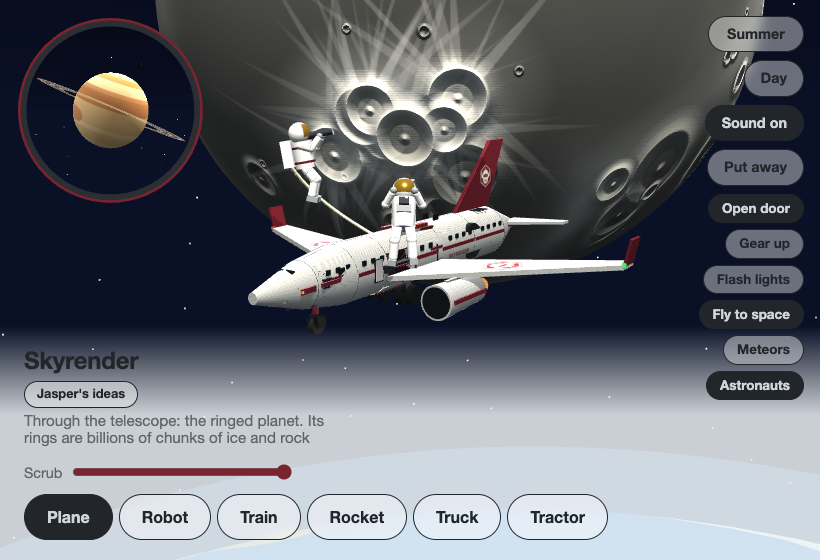 Summer
Day
Sound on
Put away
Open door
Gear up
Flash lights
Fly to space
Meteors
Astronauts
Skyrender
Jasper's ideas
Through the telescope: the ringed planet. Its
rings are billions of chunks of ice and rock
Scrub
Plane
Robot
Train
Rocket
Truck
Tractor